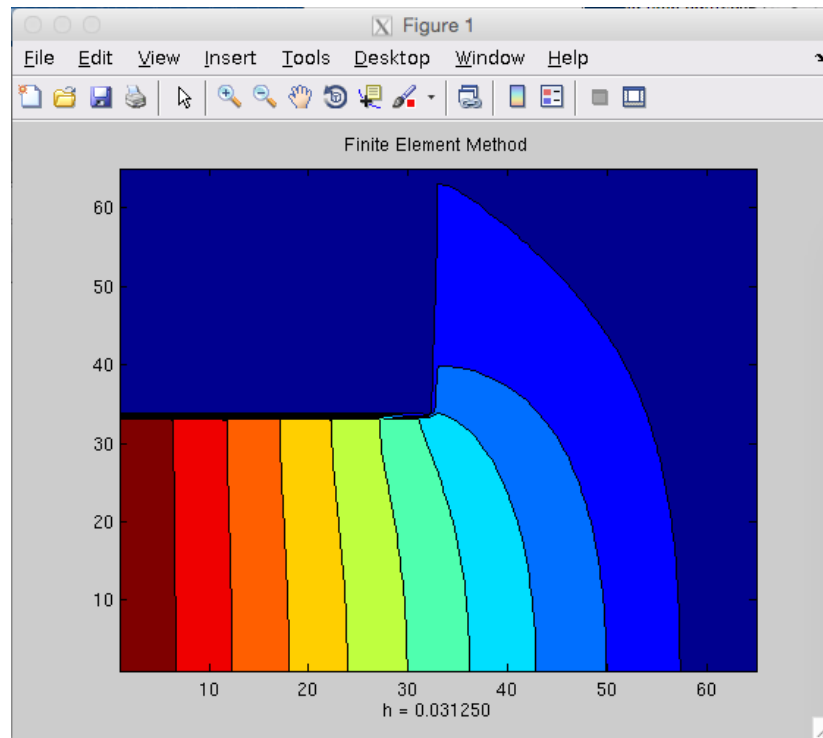 Figure 1
File Edit View Insert Tools Desktop Window Help
Finite Element Method
60
50
40
30
20
10
10 20 30 40 50 60
h = 0.031250